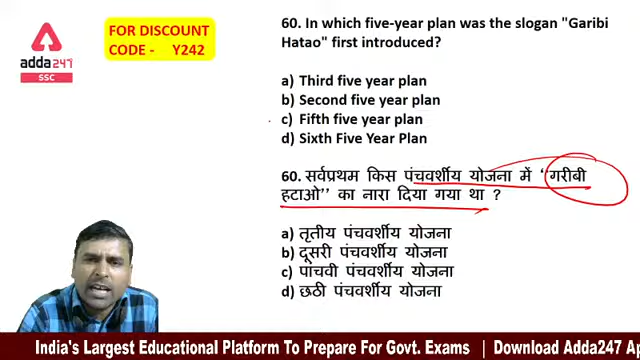 adda247
SSC
FOR DISCOUNT
CODE - Y242
60. In which five-year plan was the slogan "Garibi
Hatao" first introduced?
a) Third five year plan
b) Second five year plan
c) Fifth five year plan
d) Sixth Five Year Plan
60. सर्वप्रथम किस पंचवर्शीय योजना में ‘‘गरीबी
हटाओ’’ का नारा दिया गया था ?
a) तृतीय पंचवर्शीय योजना
b) दूसरी पंचवर्शीय योजना
c) पांचवी पंचवर्शीय योजना
d) छठी पंचवर्शीय योजना
India's Largest Educational Platform To Prepare For Govt. Exams | Download Adda247 Ap